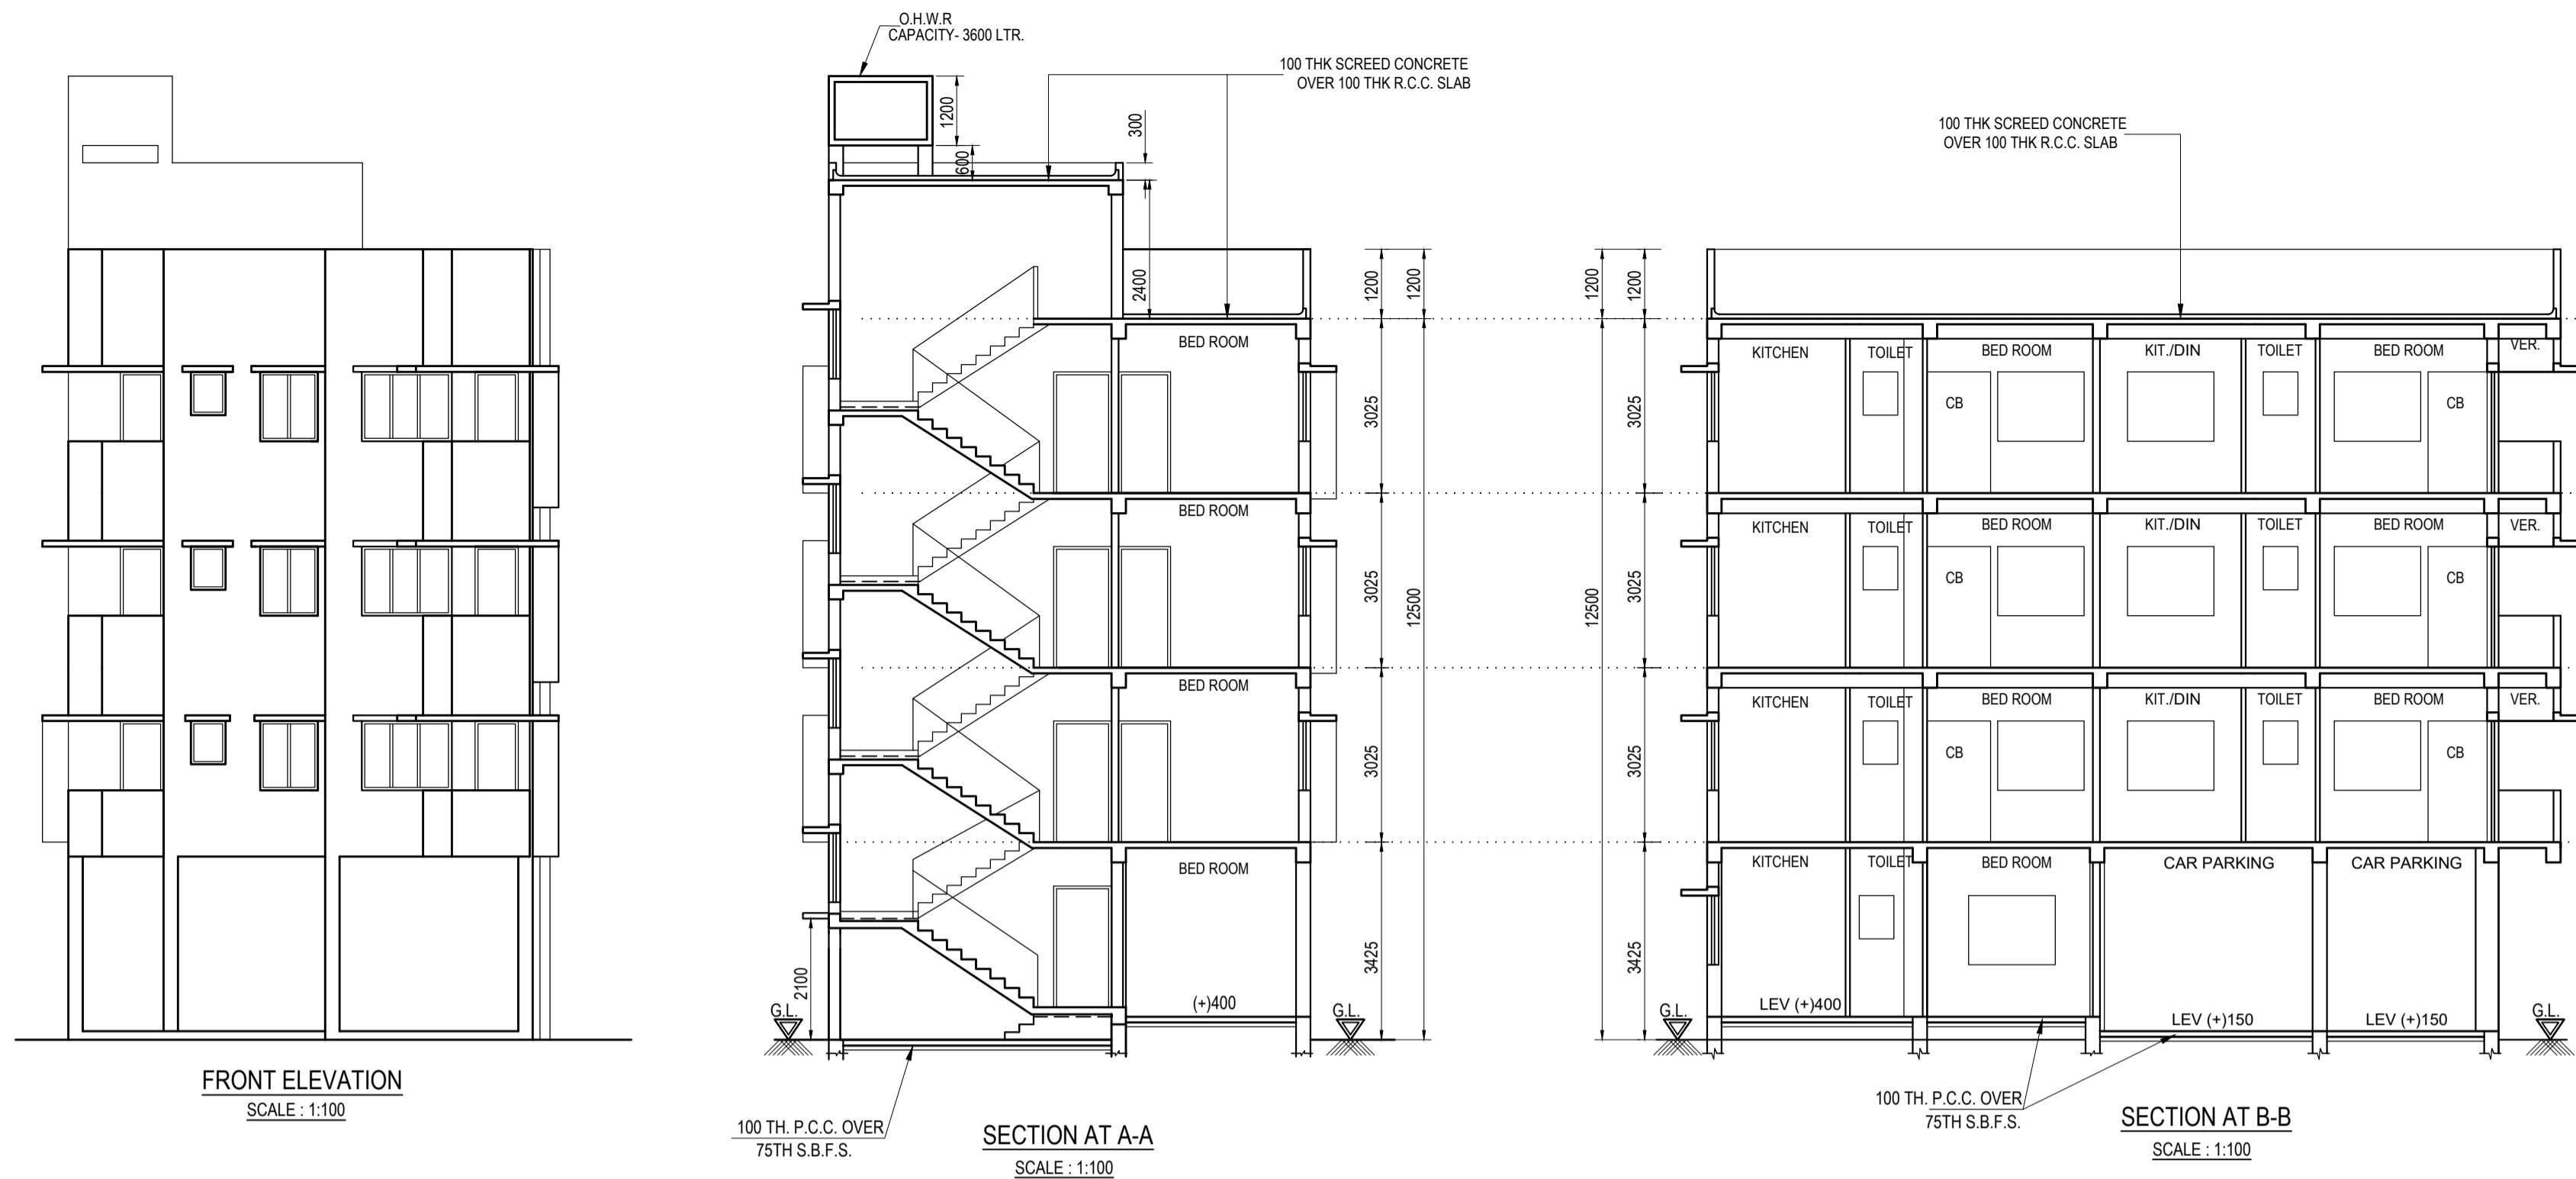 FRONT ELEVATION
SCALE : 1:100
O.H.W.R
CAPACITY- 3600 LTR.
100 THK SCREED CONCRETE
OVER 100 THK R.C.C. SLAB
1200
600
300
2400
1200
1200
BED ROOM
3025
BED ROOM
3025
12500
BED ROOM
3025
BED ROOM
3425
2100
(+)400
G.L.
G.L.
100 TH. P.C.C. OVER
75TH S.B.F.S.
SECTION AT A-A
SCALE : 1:100
100 THK SCREED CONCRETE
OVER 100 THK R.C.C. SLAB
1200
1200
KITCHEN TOILET BED ROOM KIT./DIN TOILET BED ROOM VER.
CB CB
3025
KITCHEN TOILET BED ROOM KIT./DIN TOILET BED ROOM VER.
CB CB
3025
12500
KITCHEN TOILET BED ROOM KIT./DIN TOILET BED ROOM VER.
CB CB
3025
KITCHEN TOILET BED ROOM CAR PARKING CAR PARKING
3425
LEV (+)400
LEV (+)150 LEV (+)150
G.L.
G.L.
100 TH. P.C.C. OVER
75TH S.B.F.S.
SECTION AT B-B
SCALE : 1:100